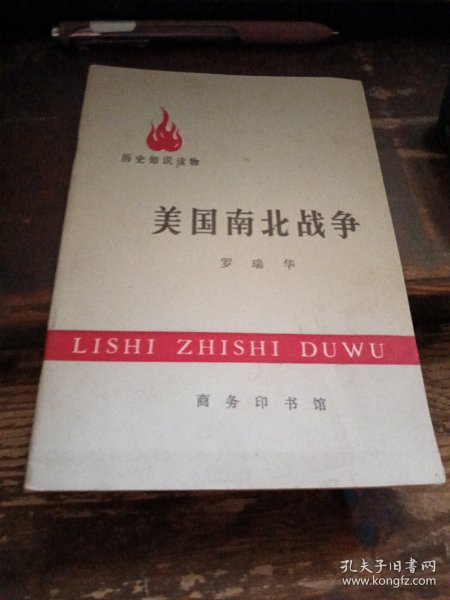 历史知识读物
美国南北战争
罗瑞华
LISHI ZHISHI DUWU
商务印书馆
孔夫子旧书网
www.kongfz.com